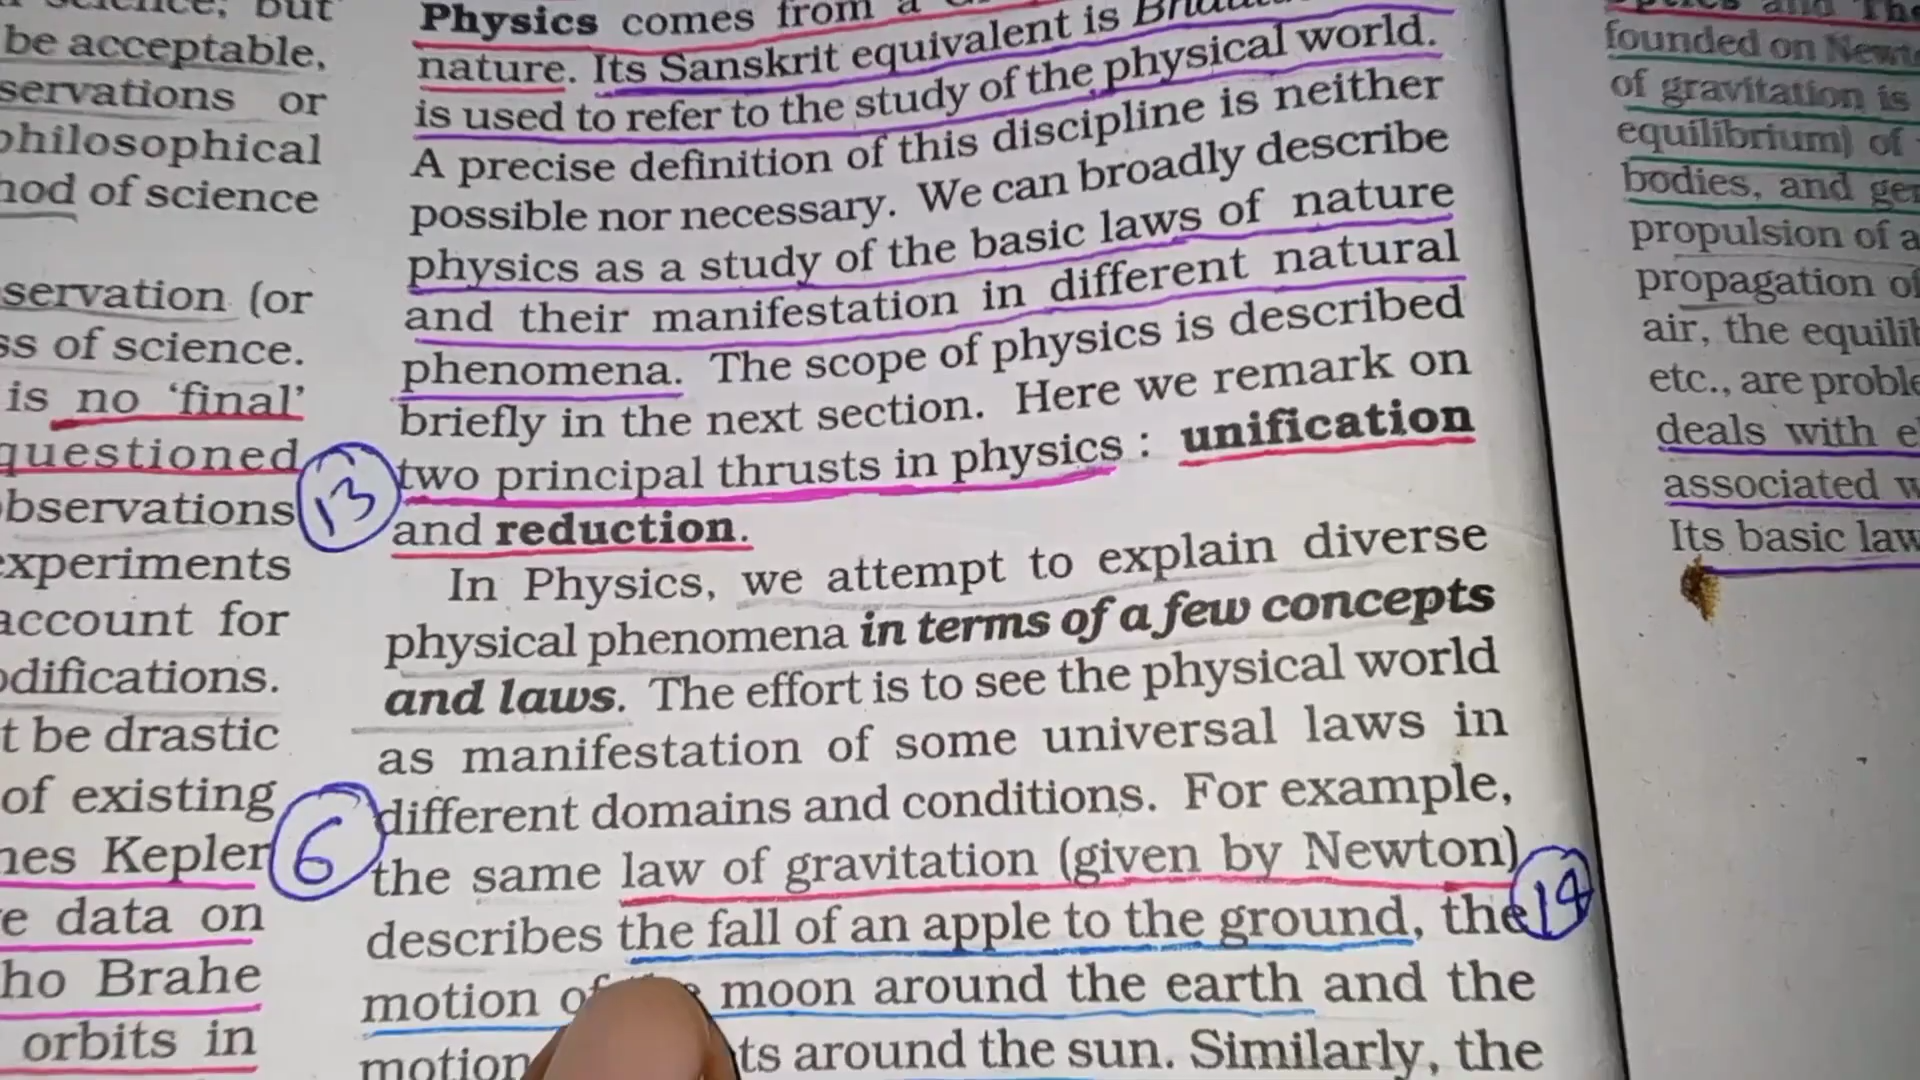 but
be acceptable,
servations or
philosophical
of science
servation (or
ss of science.
is no ‘final’
questioned
bservations
experiments
account for
odifications.
t be drastic
of existing
nes Kepler
e data on
ho Brahe
orbits in
Physics comes from a
nature. Its Sanskrit equivalent is
is used to refer to the study of the physical world.
A precise definition of this discipline is neither
possible nor necessary. We can broadly describe
physics as a study of the basic laws of nature
and their manifestation in different natural
phenomena. The scope of physics is described
briefly in the next section. Here we remark on
13 two principal thrusts in physics : unification
and reduction.
In Physics, we attempt to explain diverse
physical phenomena in terms of a few concepts
and laws. The effort is to see the physical world
as manifestation of some universal laws in
6 different domains and conditions. For example,
the same law of gravitation (given by Newton)
describes the fall of an apple to the ground, the 14
motion moon around the earth and the
motion ts around the sun. Similarly, the
founded on Newt
of gravitation is
equilibrium) of
bodies, and ge
propulsion of a
propagation of
air, the equilib
etc., are proble
deals with el
associated w
Its basic law